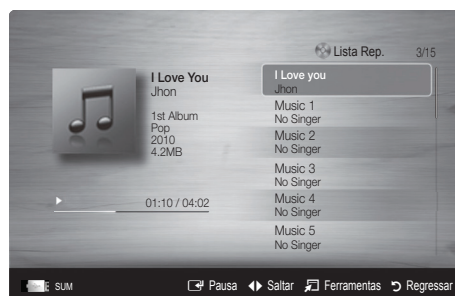 Lista Rep. 3/15
I Love You
Jhon
1st Album
Pop
2010
4.2MB
01:10 / 04:02
I Love you
Jhon
Music 1
No Singer
Music 2
No Singer
Music 3
No Singer
Music 4
No Singer
Music 5
No Singer
SUM Pausa Saltar Ferramentas Regressar